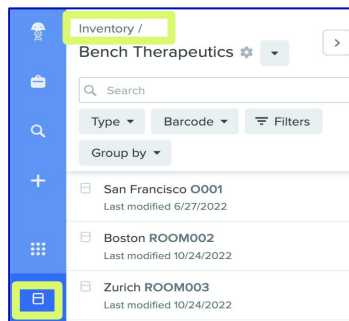 Inventory /
Bench Therapeutics
Search
Type Barcode Filters
Group by
San Francisco O001
Last modified 6/27/2022
Boston ROOM002
Last modified 10/24/2022
Zurich ROOM003
Last modified 10/24/2022